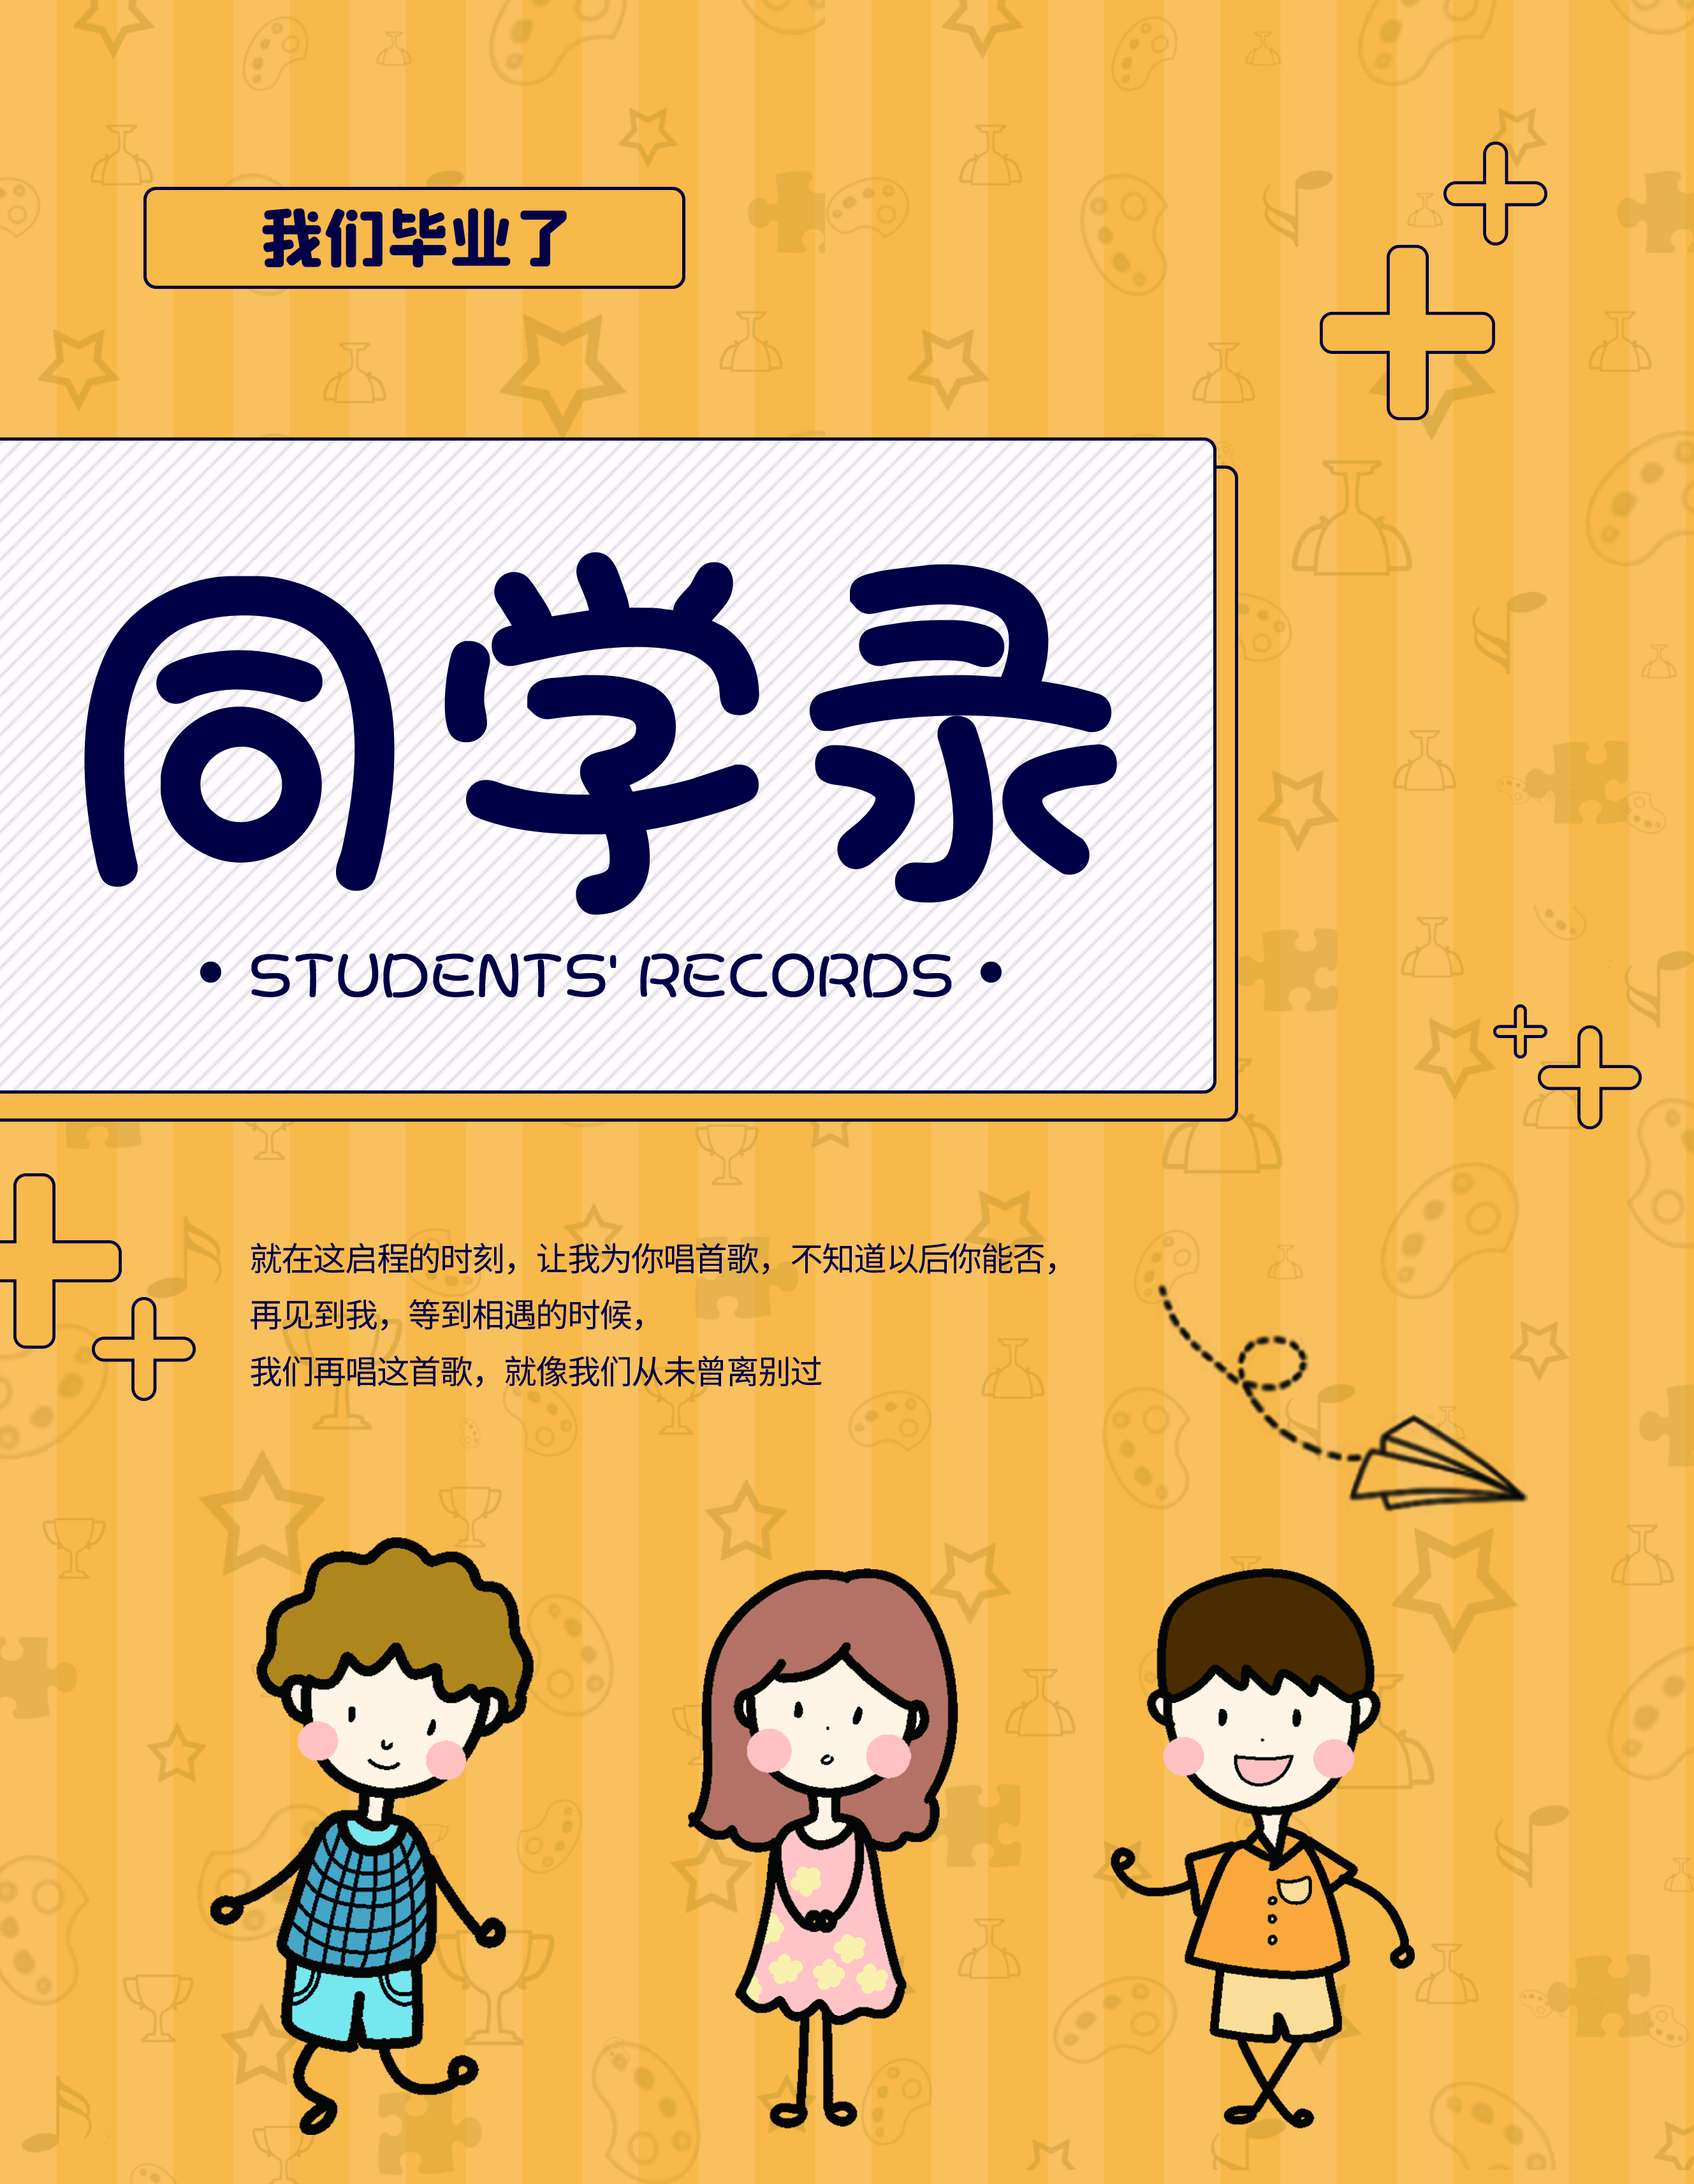 我们毕业了
同学录
• STUDENTS' RECORDS •
就在这启程的时刻，让我为你唱首歌，不知道以后你能否，
再见到我，等到相遇的时候，
我们再唱这首歌，就像我们从未曾离别过